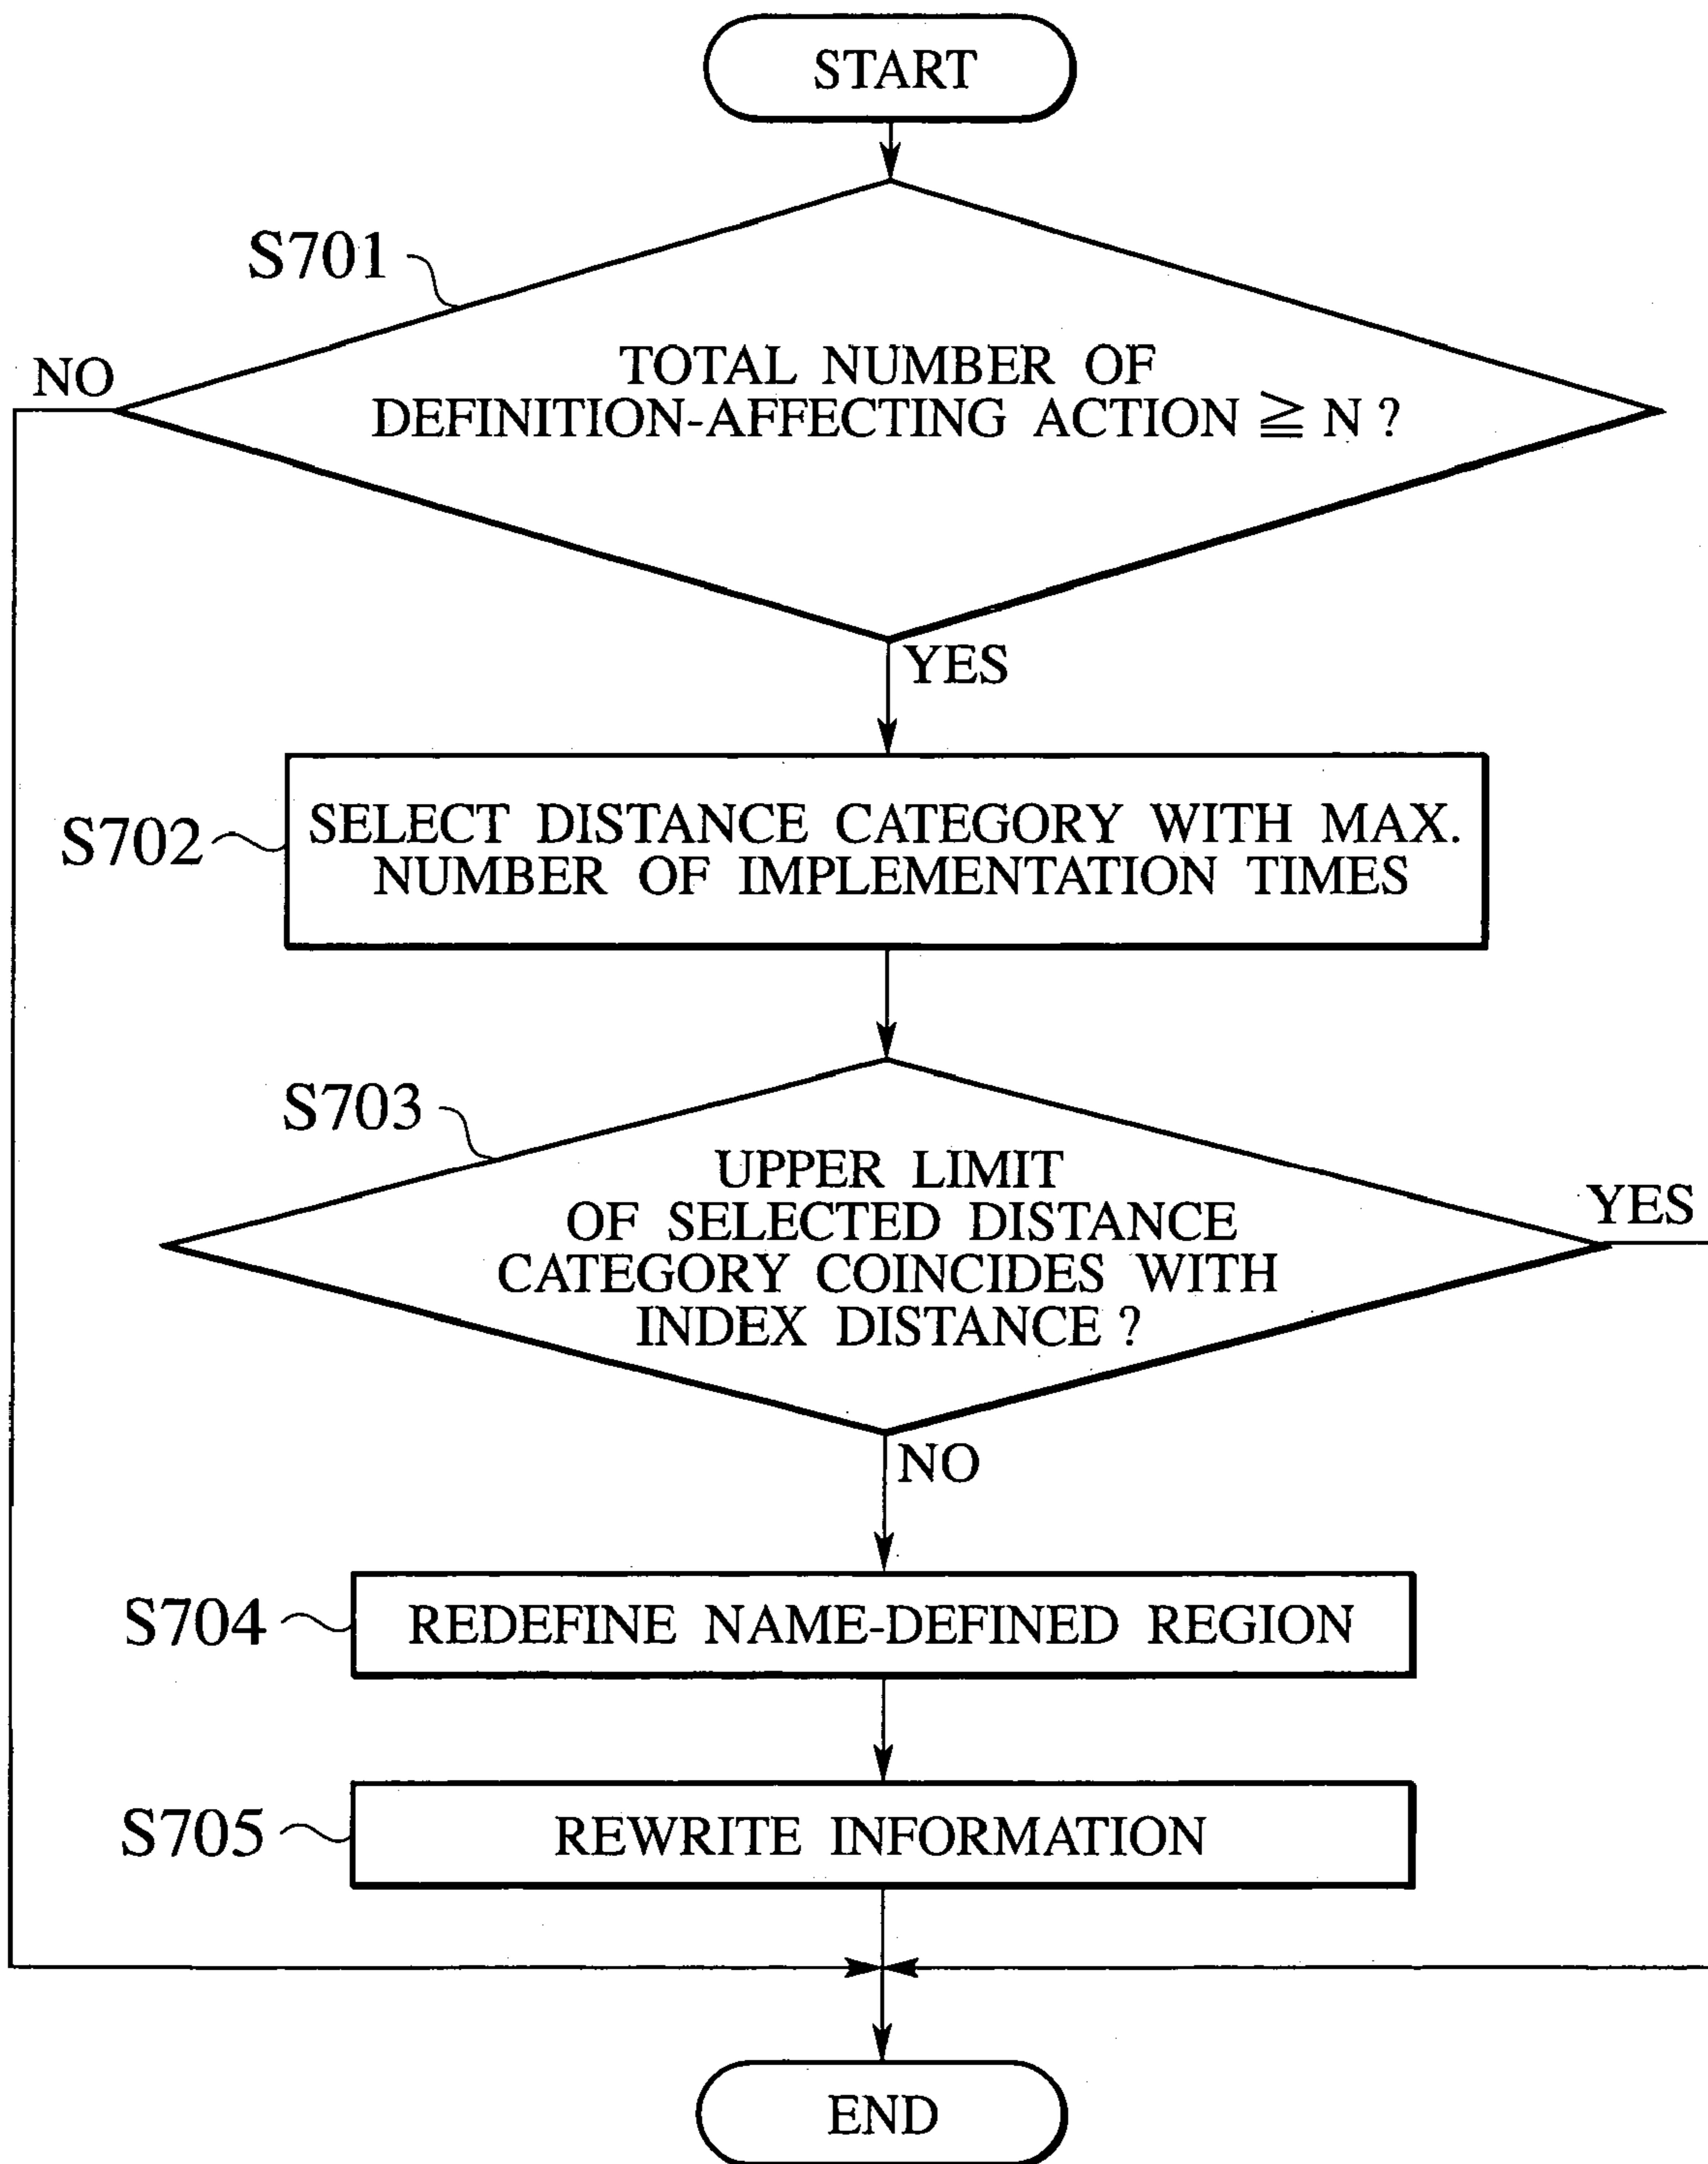 START
S701
NO
TOTAL NUMBER OF
DEFINITION-AFFECTING ACTION ≧ N ?
YES
S702
SELECT DISTANCE CATEGORY WITH MAX.
NUMBER OF IMPLEMENTATION TIMES
S703
UPPER LIMIT
OF SELECTED DISTANCE
CATEGORY COINCIDES WITH
INDEX DISTANCE ?
YES
NO
S704
REDEFINE NAME-DEFINED REGION
S705
REWRITE INFORMATION
END